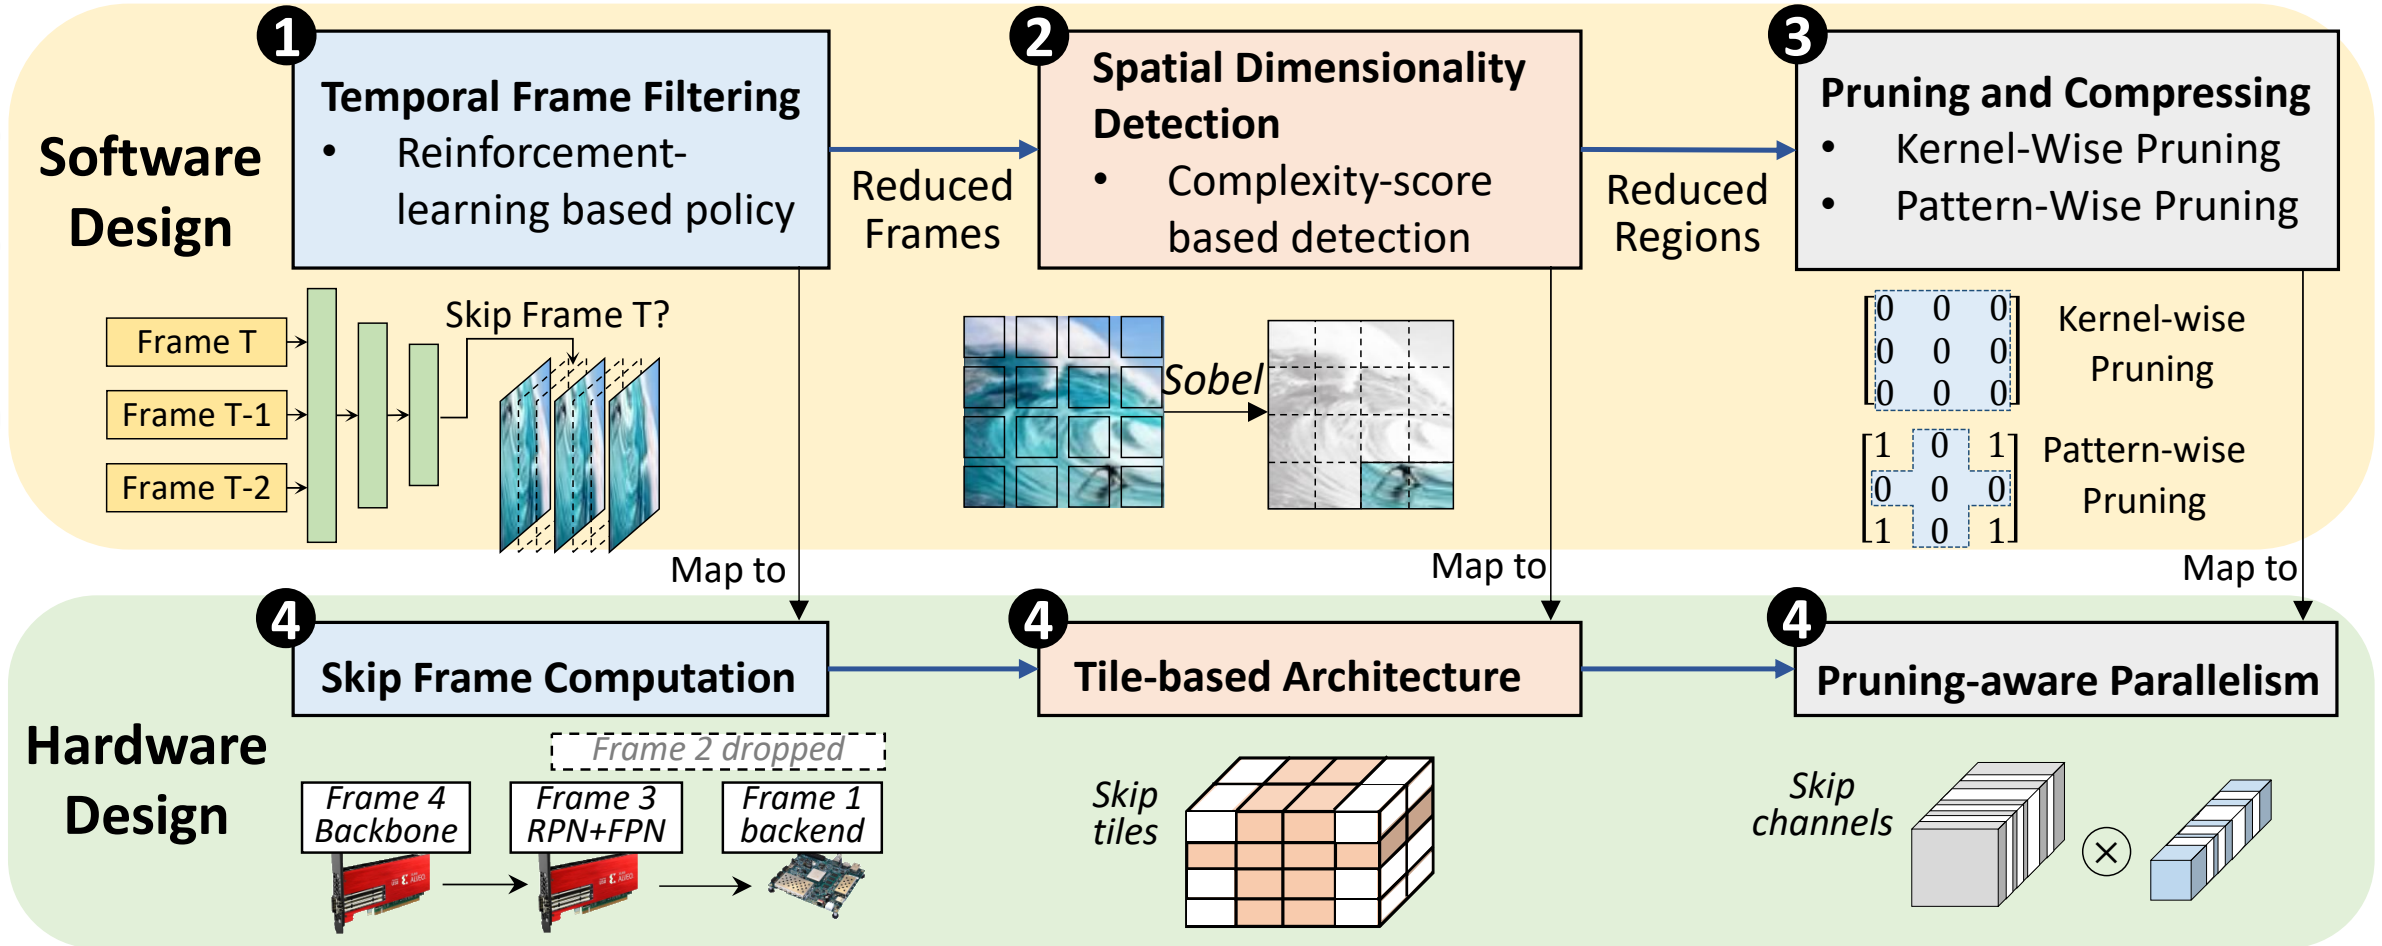 1
Temporal Frame Filtering
• Reinforcement-
learning based policy
Reduced
Frames
2
Spatial Dimensionality
Detection
• Complexity-score
based detection
Reduced
Regions
3
Pruning and Compressing
• Kernel-Wise Pruning
• Pattern-Wise Pruning
Software
Design
Frame T
Frame T-1
Frame T-2
Skip Frame T?
Sobel
0 0 0
0 0 0
0 0 0
Kernel-wise
Pruning
1 0 1
0 0 0
1 0 1
Pattern-wise
Pruning
Map to
Map to
Map to
Hardware
Design
4
Skip Frame Computation
4
Tile-based Architecture
4
Pruning-aware Parallelism
Frame 2 dropped
Frame 4
Backbone
Frame 3
RPN+FPN
Frame 1
backend
Skip
tiles
Skip
channels